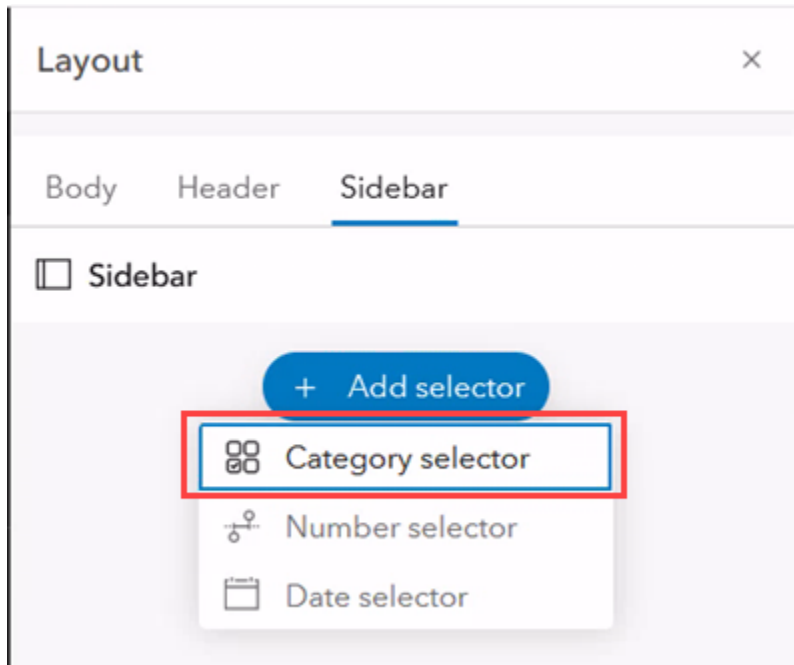 Layout
Body Header Sidebar
Sidebar
+ Add selector
Category selector
Number selector
Date selector